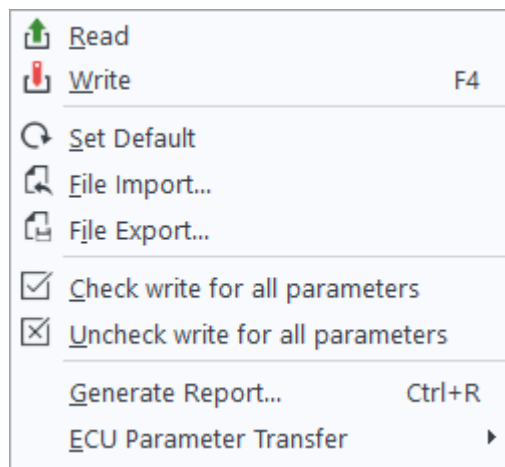 Read
Write F4
Set Default
File Import...
File Export...
Check write for all parameters
Uncheck write for all parameters
Generate Report... Ctrl+R
ECU Parameter Transfer